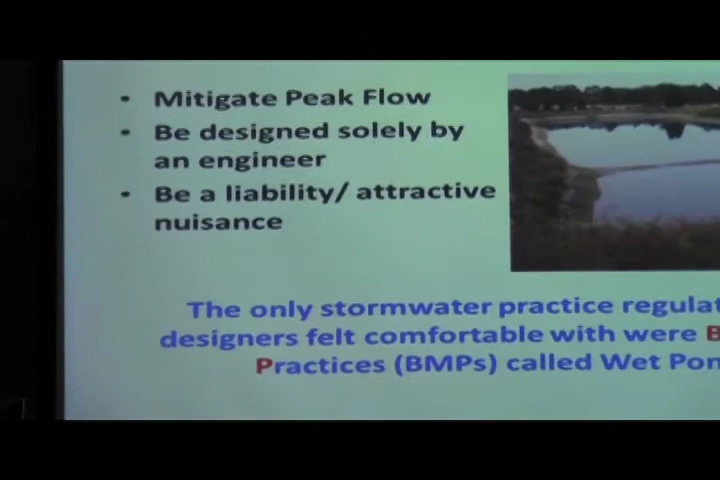 • Mitigate Peak Flow
• Be designed solely by
an engineer
• Be a liability/ attractive
nuisance
The only stormwater practice
designers felt comfortable with were
Practices (BMPs) called Wet